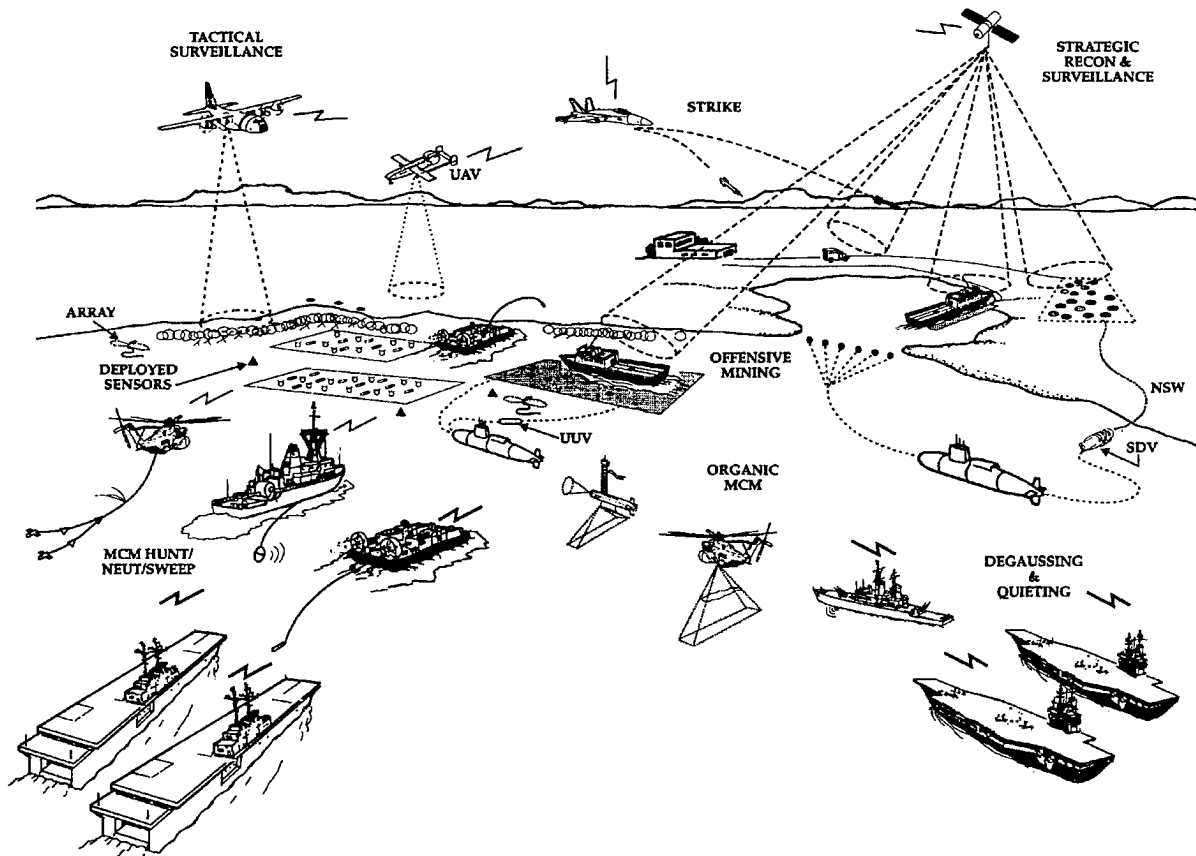 TACTICAL
SURVEILLANCE
STRATEGIC
RECON &
SURVEILLANCE
STRIKE
UAV
ARRAY
DEPLOYED
SENSORS
OFFENSIVE
MINING
NSW
UUV
SDV
ORGANIC
MCM
MCM HUNT/
NEUT/SWEEP
DEGAUSSING
&
QUIETING